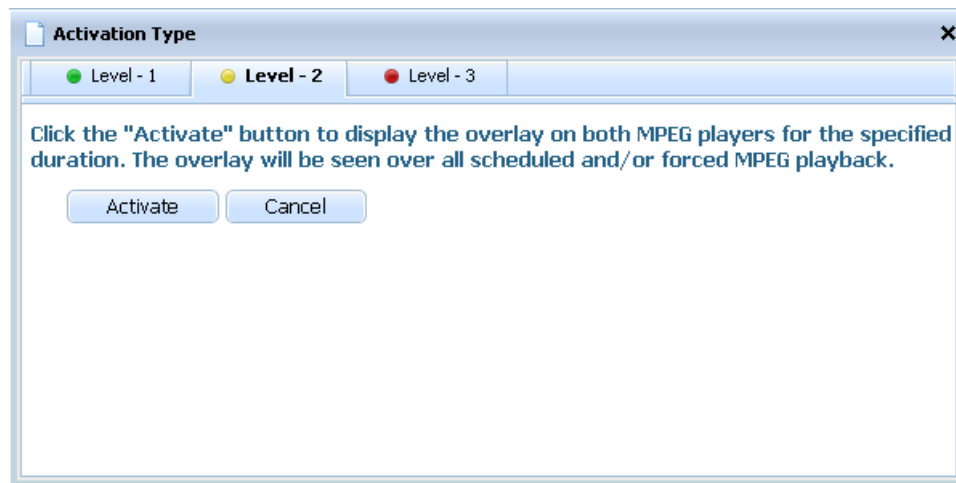 Activation Type
Level - 1 Level - 2 Level - 3
Click the "Activate" button to display the overlay on both MPEG players for the specified
duration. The overlay will be seen over all scheduled and/or forced MPEG playback.
Activate Cancel